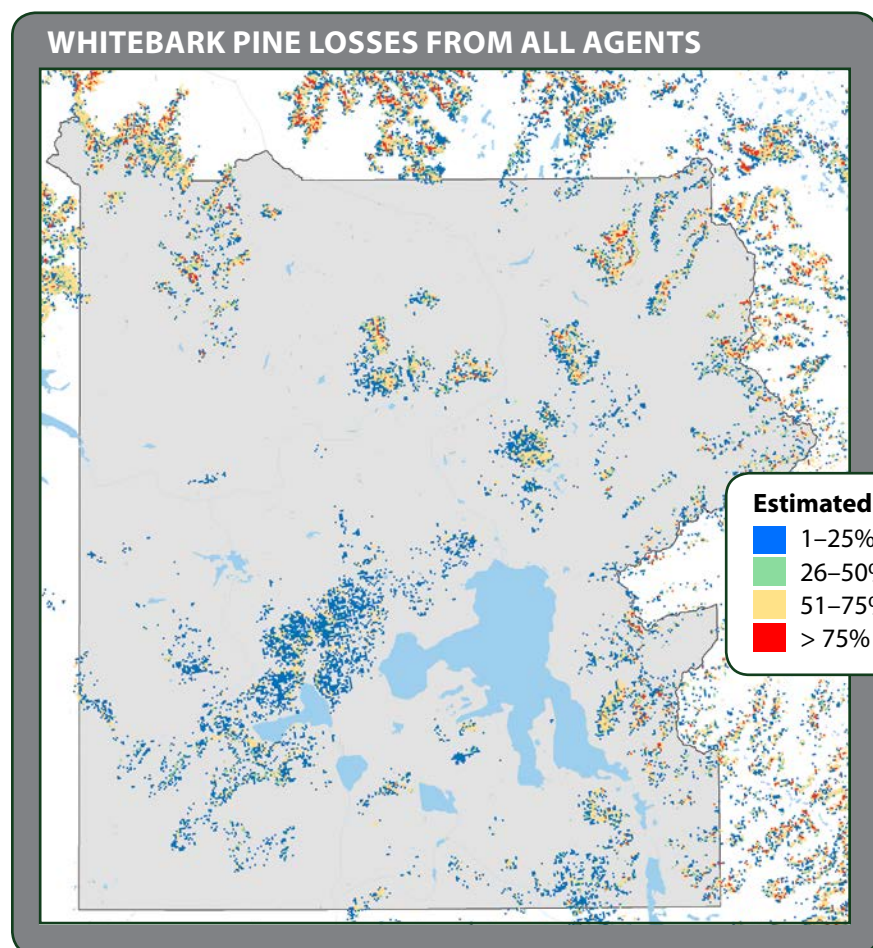 WHITEBARK PINE LOSSES FROM ALL AGENTS
Estimated
1–25%
26–50%
51–75%
> 75%